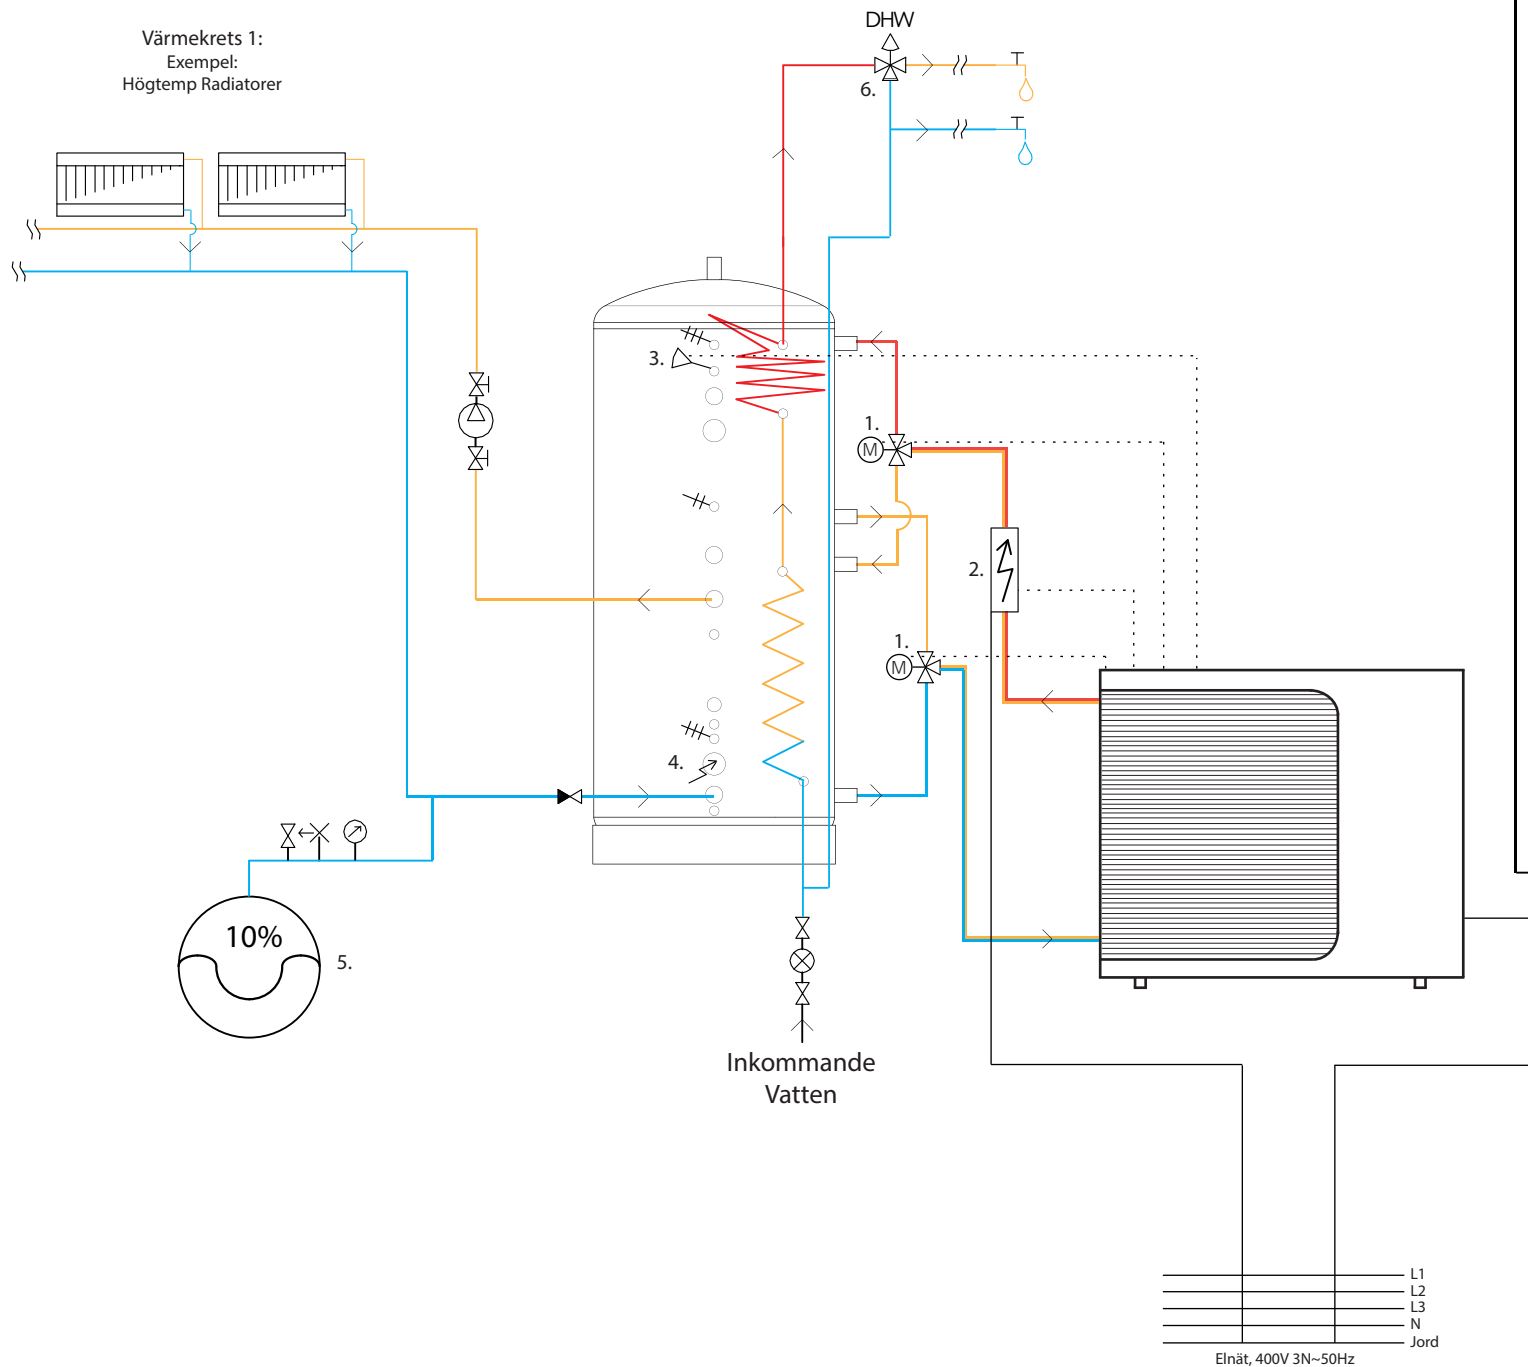 DHW
Värmekrets 1:
Exempel:
Högtemp Radiatorer
6.
3.
1.
M
2.
1.
M
4.
10%
5.
Inkommande
Vatten
L1
L2
L3
N
Jord
Elnät, 400V 3N~50Hz